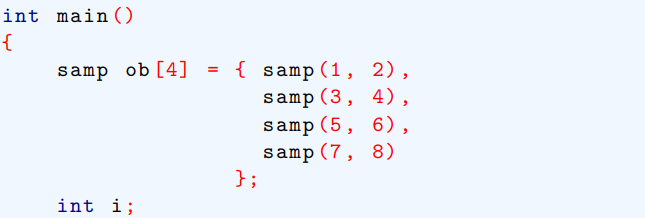 int main()
{
    samp ob[4] = { samp(1, 2),
                   samp(3, 4),
                   samp(5, 6),
                   samp(7, 8)
                 };
    int i;